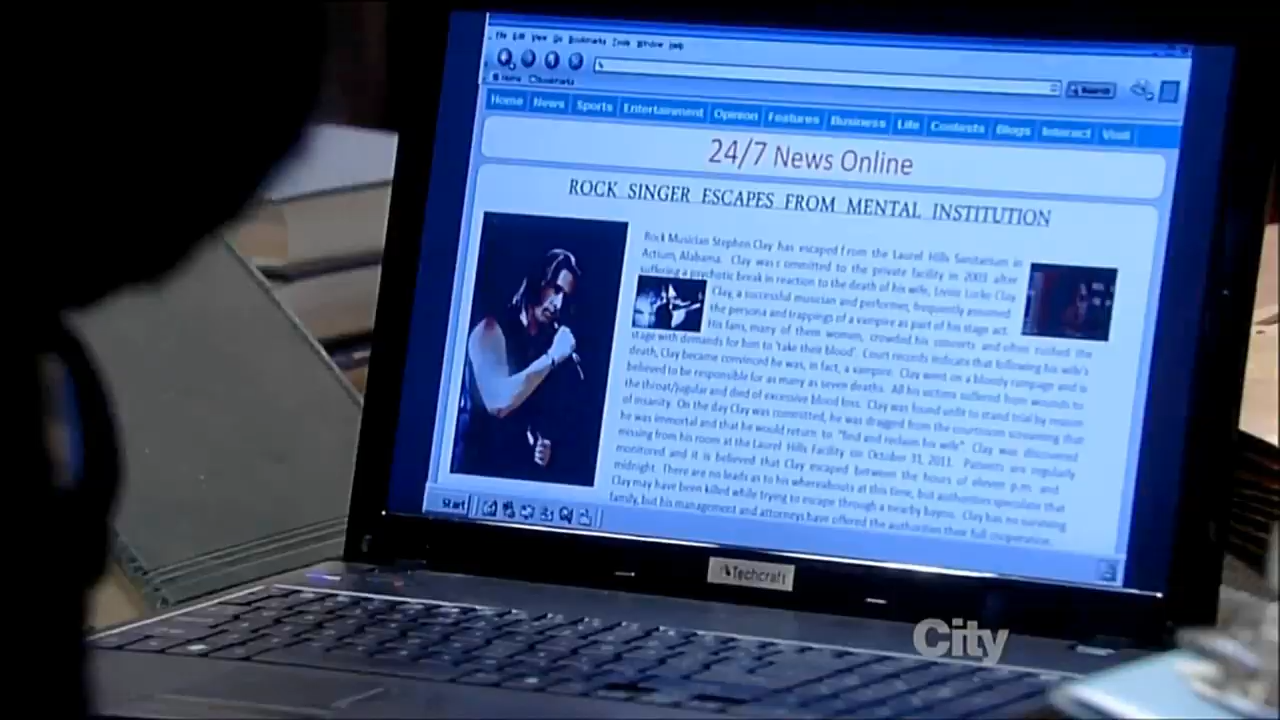 File Edit View Go Bookmarks Tools Window Help
Search
Home Bookmarks
Home News Sports Entertainment Opinion Features Business Life Contests Blogs Interact Visit
24/7 News Online
ROCK SINGER ESCAPES FROM MENTAL INSTITUTION
Rock Musician Stephen Clay has escaped from the Laurel Hills Sanitarium in
Actium, Alabama. Clay was committed to the private facility in 2003 after
suffering a psychotic break in reaction to the death of his wife, Livvie Locke Clay
Clay, a successful musician and performer, frequently assumed
the persona and trappings of a vampire as part of his stage act.
His fans, many of them women, crowded his concerts and often rushed the
stage with demands for him to 'take their blood'. Court records indicate that following his wife's
death, Clay became convinced he was, in fact, a vampire. Clay went on a bloody rampage and is
believed to be responsible for as many as seven deaths. All his victims suffered from wounds to
the throat/jugular and died of excessive blood loss. Clay was found unfit to stand trial by reason
of insanity. On the day Clay was committed, he was dragged from the courtroom screaming that
he was immortal and that he would return to "find and reclaim his wife" Clay was discovered
missing from his room at the Laurel Hills Facility on October 31, 2011. Patients are regularly
monitored and it is believed that Clay escaped between the hours of eleven p.m. and
midnight. There are no leads as to his whereabouts at this time, but authorities speculate that
Clay may have been killed while trying to escape through a nearby bayou. Clay has no surviving
family, but his management and attorneys have offered the authorities their full cooperation.
Start
Techcraft
City